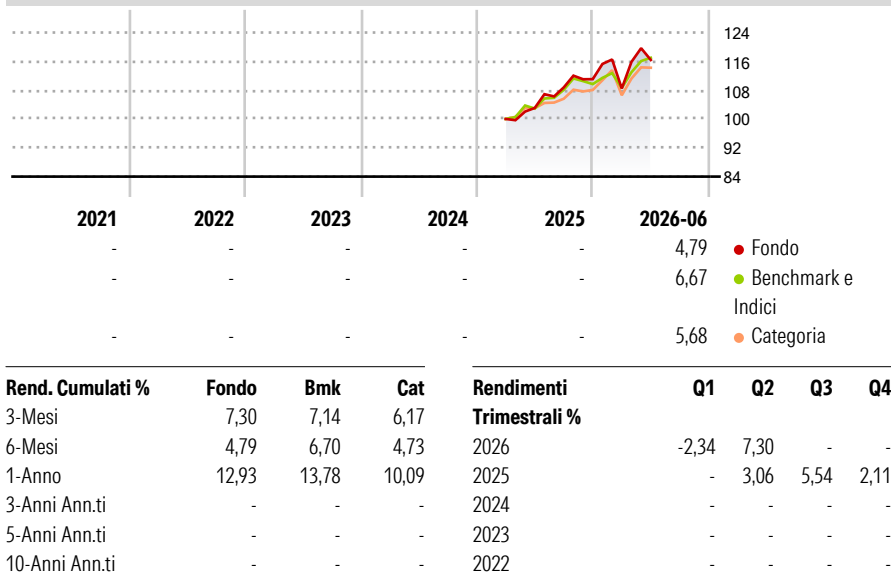 124
116
108
100
92
84
2021 2022 2023 2024 2025 2026-06
- - - - - 4,79 Fondo
- - - - - 6,67 Benchmark e
Indici
- - - - - 5,68 Categoria
Rend. Cumulati % Fondo Bmk Cat
3-Mesi 7,30 7,14 6,17
6-Mesi 4,79 6,70 4,73
1-Anno 12,93 13,78 10,09
3-Anni Ann.ti - - -
5-Anni Ann.ti - - -
10-Anni Ann.ti - - -
Rendimenti Q1 Q2 Q3 Q4
Trimestrali %
2026 -2,34 7,30 - -
2025 - 3,06 5,54 2,11
2024 - - - -
2023 - - - -
2022 - - - -